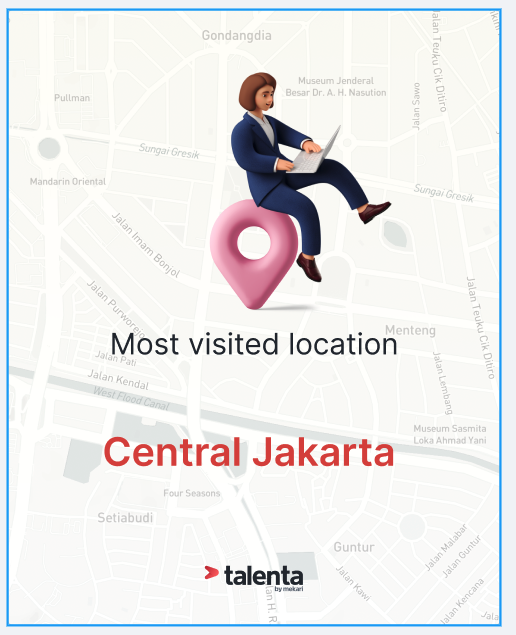 Gondangdia
Jalan Teuku Cik Ditiro
Museum Jenderal
Besar Dr. A. H. Nasution
Pullman
Jalan Sawo
Sungai Gresik
Mandarin Oriental
Sungai Gresik
Jalan Imam Bonjol
Jalan Purworejo
Jalan Teuku Cik Ditiro
Menteng
Most visited location
Jalan Pati
Jalan Kendal
Jalan Lembang
West Flood Canal
Museum Sasmita
Loka Ahmad Yani
Central Jakarta
Four Seasons
Setiabudi
Guntur
Jalan Malabar
Jalan Guntur
Jalan Kawi
Jalan Kencana
talenta
by mekari